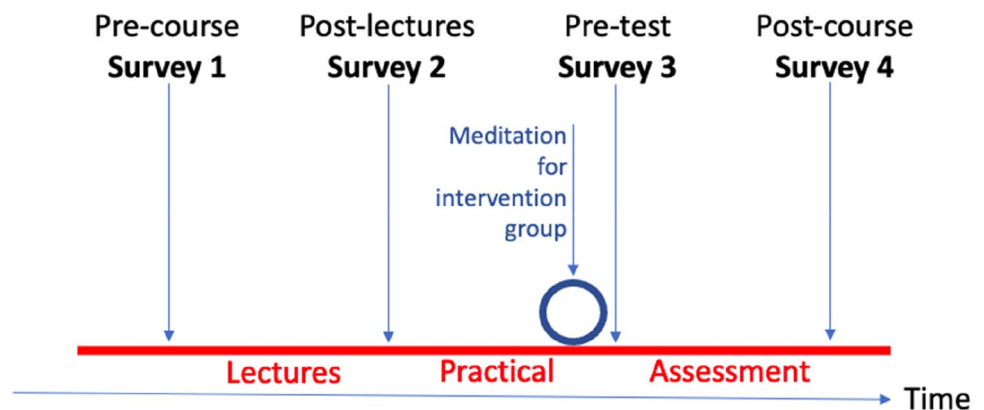 Pre-course
Survey 1
Post-lectures
Survey 2
Pre-test
Survey 3
Post-course
Survey 4
Meditation
for
intervention
group
Lectures
Practical
Assessment
Time